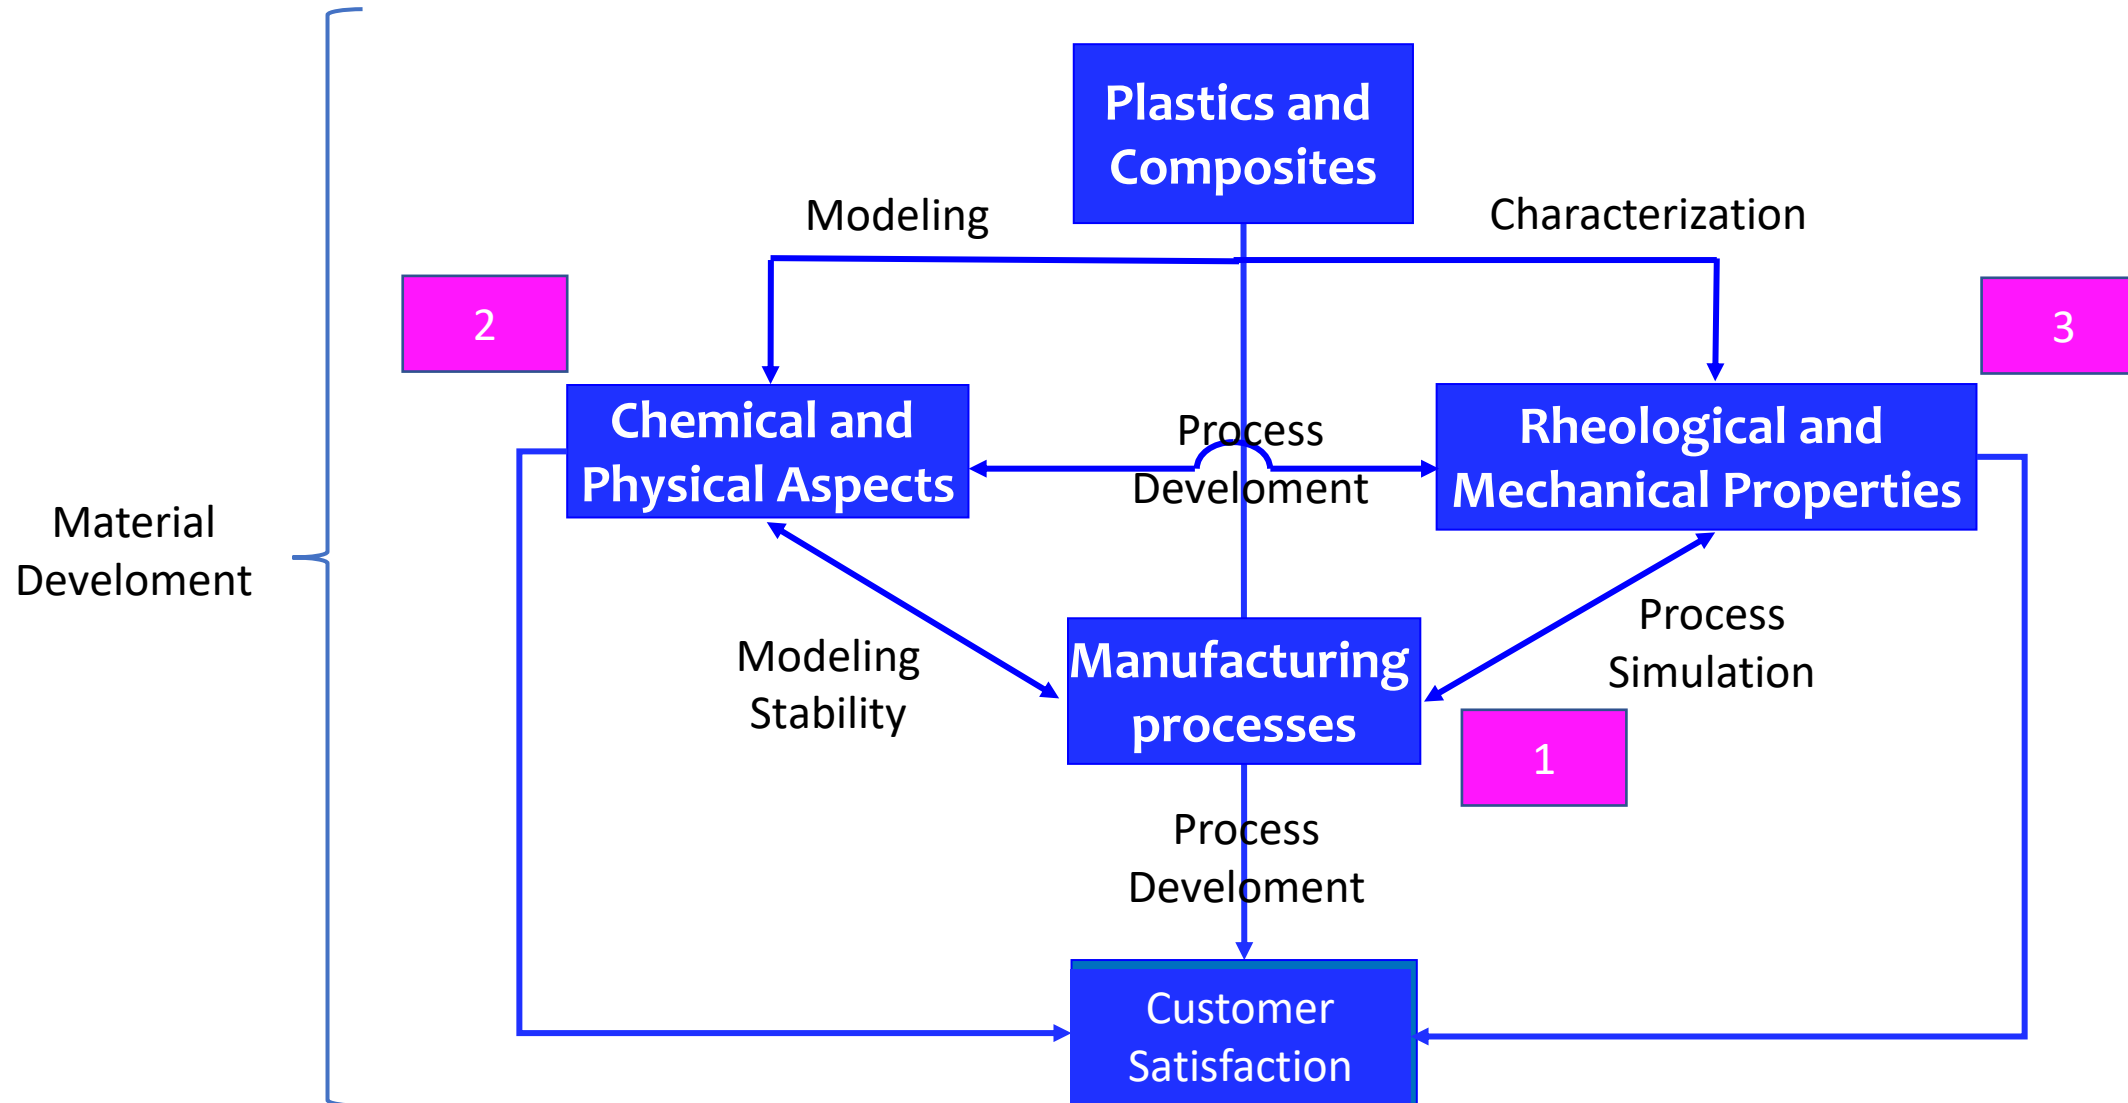 Plastics and
Composites
Modeling
Characterization
2
3
Chemical and
Physical Aspects
Process
Develoment
Rheological and
Mechanical Properties
Material
Develoment
Modeling
Stability
Manufacturing
processes
Process
Simulation
1
Process
Develoment
Customer
Satisfaction